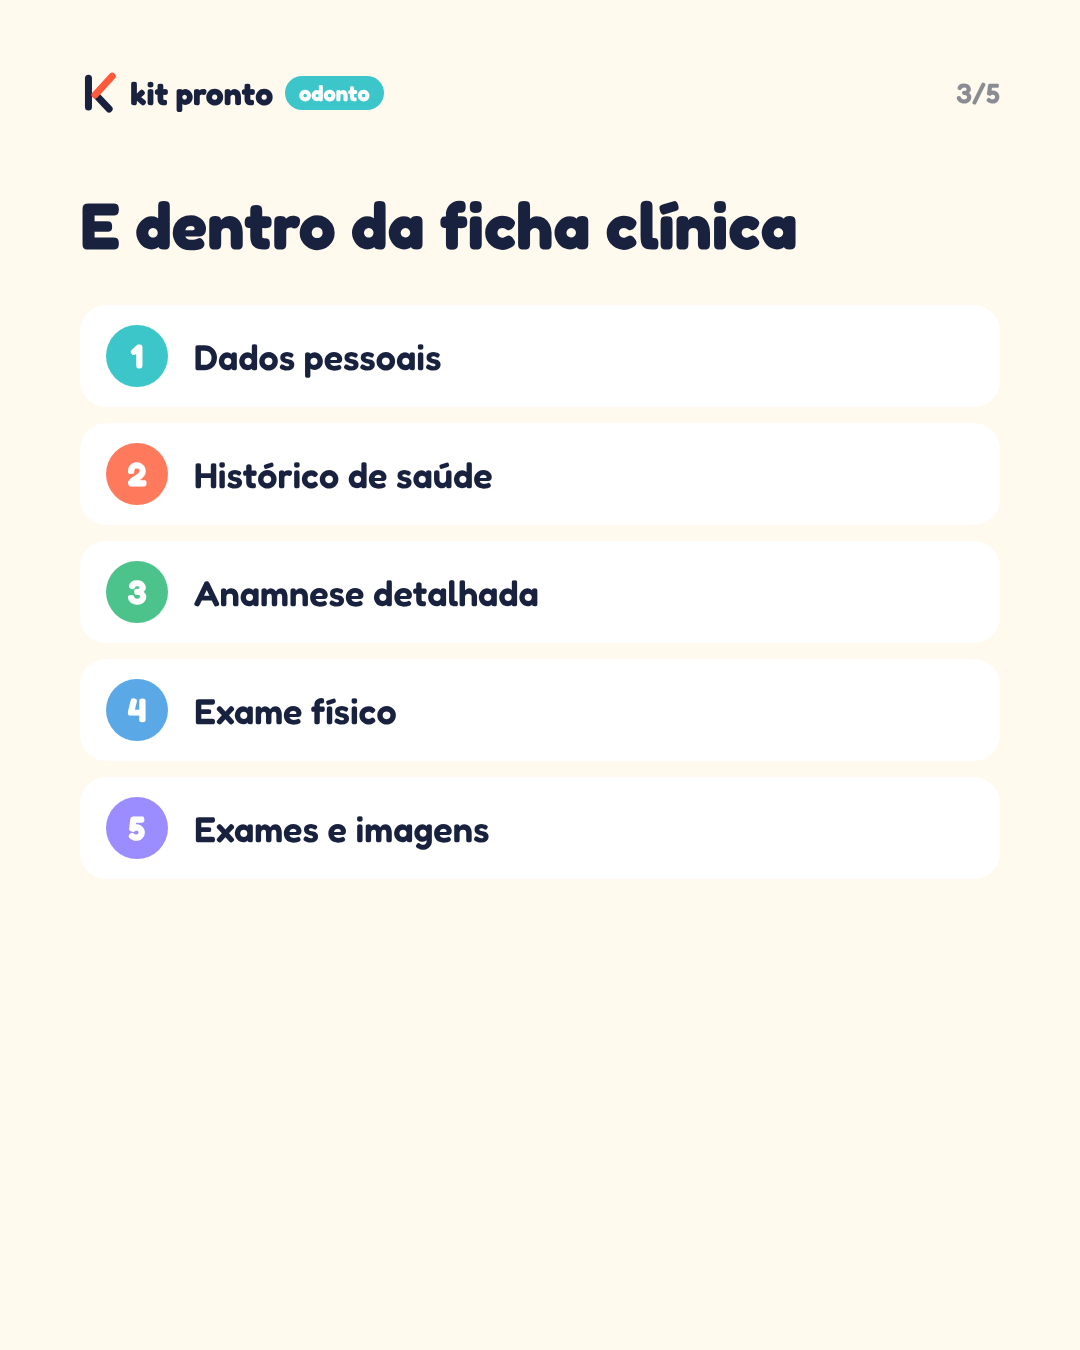 kit pronto odonto
3/5
E dentro da ficha clínica
1 Dados pessoais
2 Histórico de saúde
3 Anamnese detalhada
4 Exame físico
5 Exames e imagens